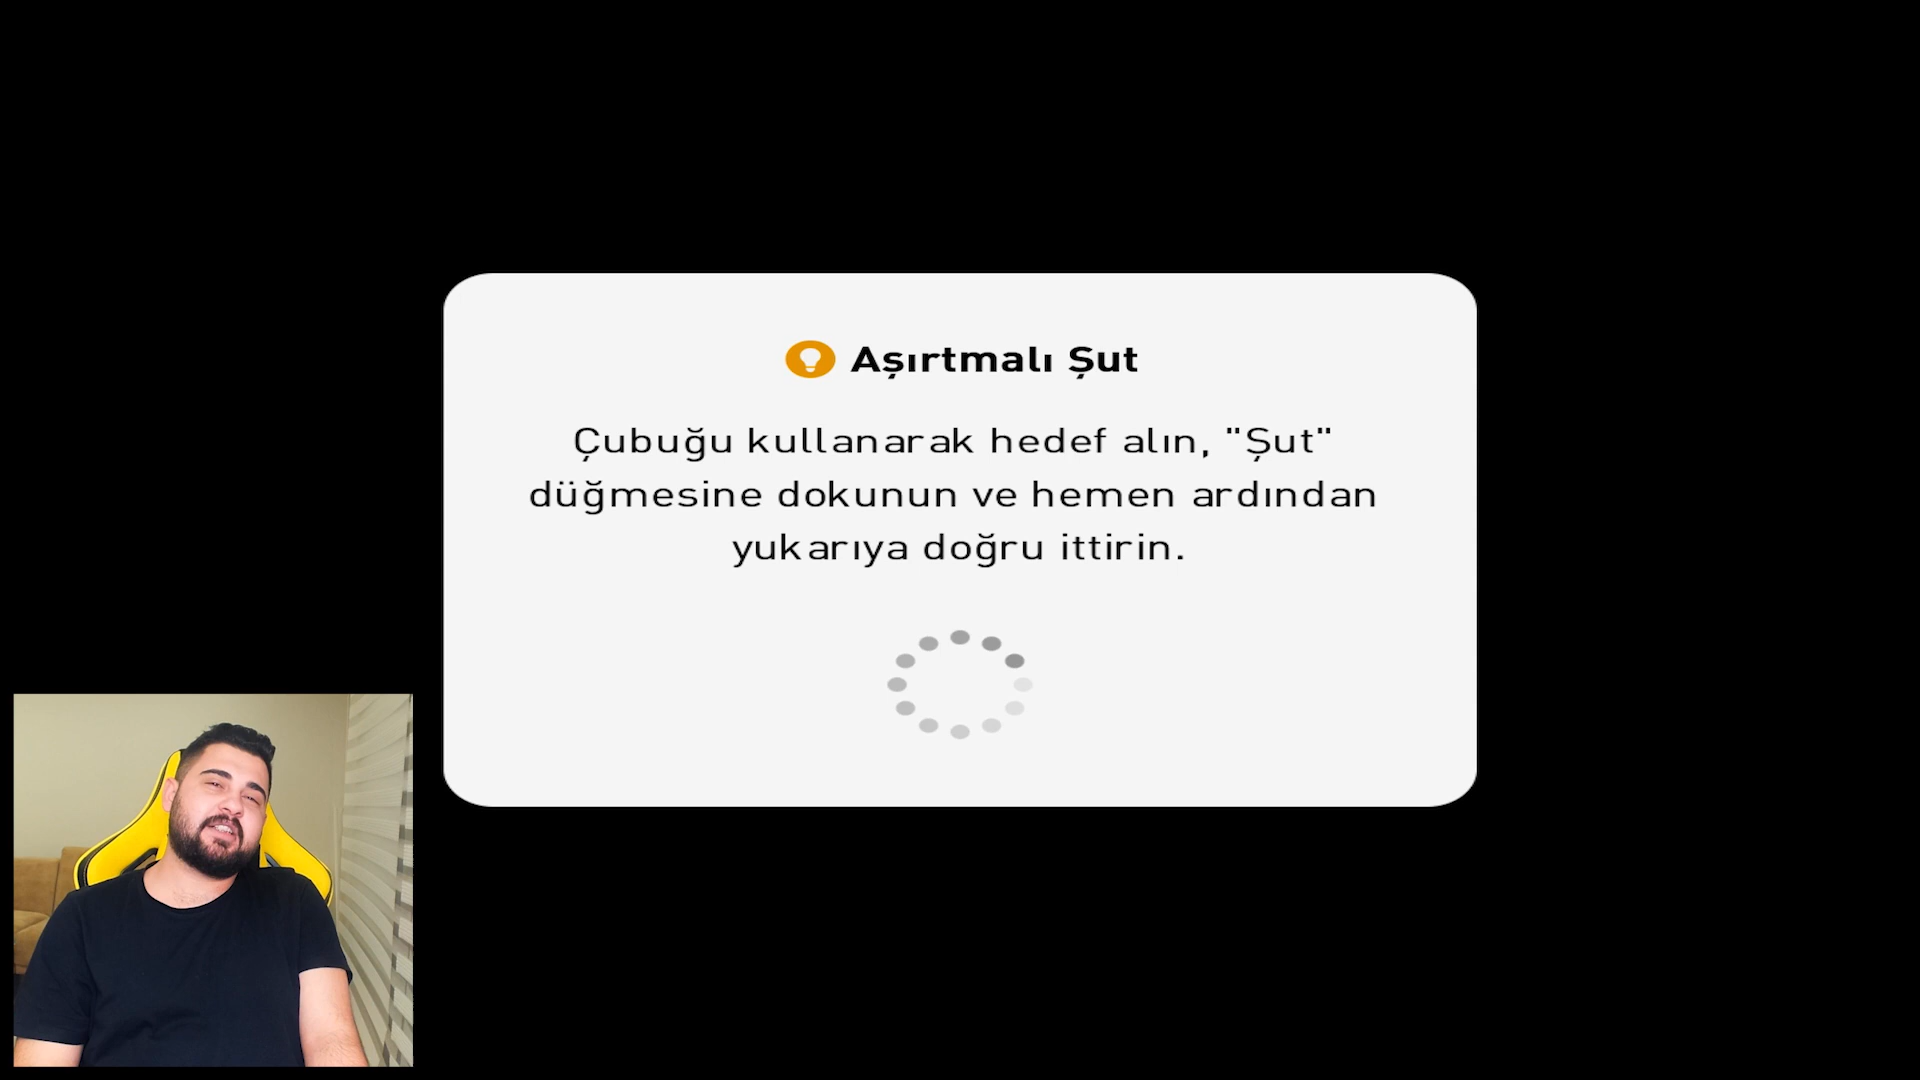 Aşırtmalı Şut
Çubuğu kullanarak hedef alın, "Şut"
düğmesine dokunun ve hemen ardından
yukarıya doğru ittirin.